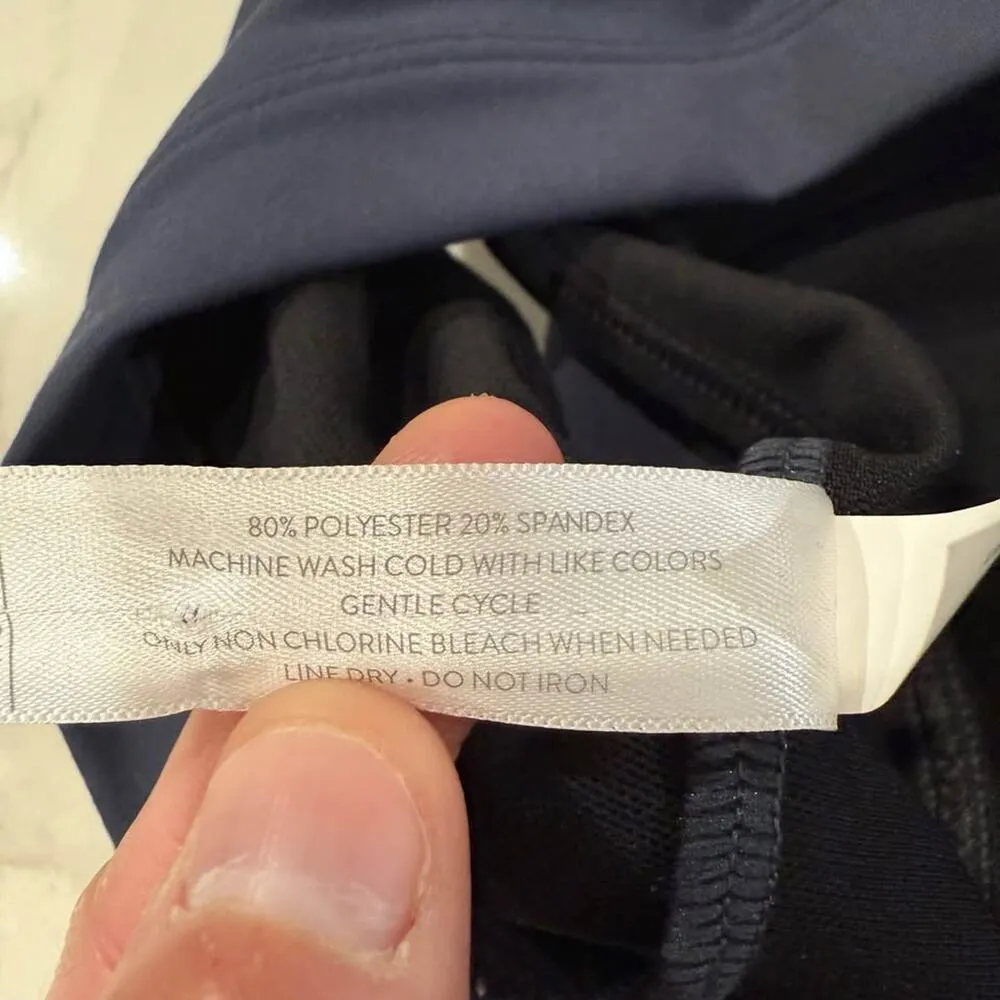 80% POLYESTER 20% SPANDEX
MACHINE WASH COLD WITH LIKE COLORS
GENTLE CYCLE
ONLY NON CHLORINE BLEACH WHEN NEEDED
LINE DRY • DO NOT IRON